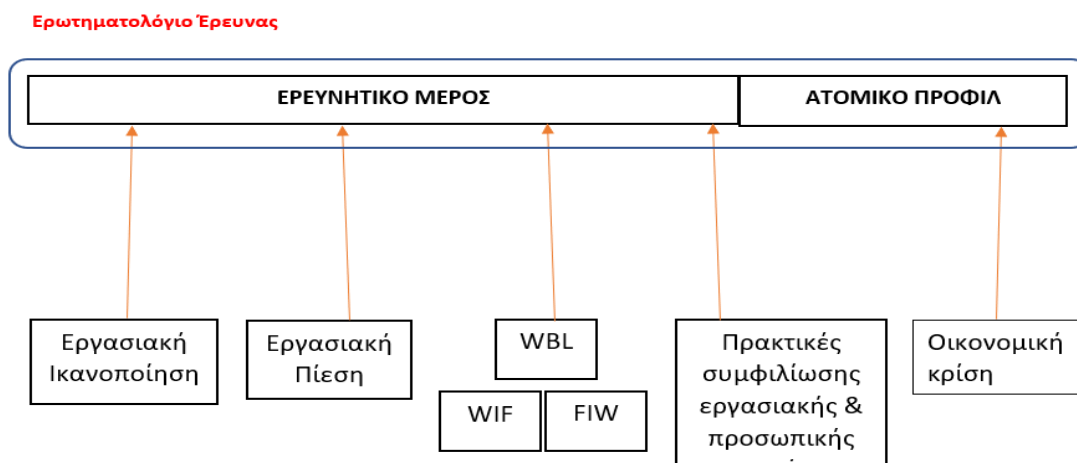 Ερωτηματολόγιο Έρευνας
ΕΡΕΥΝΗΤΙΚΟ ΜΕΡΟΣ
ΑΤΟΜΙΚΟ ΠΡΟΦΙΛ
Εργασιακή
Ικανοποίηση
Εργασιακή
Πίεση
WBL
WIF
FIW
Πρακτικές
συμφιλίωσης
εργασιακής &
προσωπικής
Οικονομική
κρίση